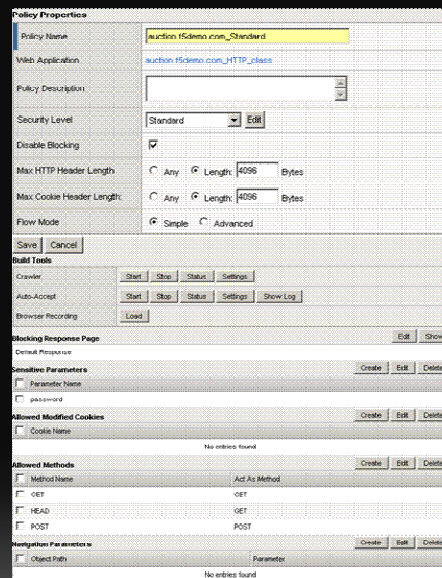 Policy Properties
Policy Name auction.f5demo.com_Standard
Web Application auction.f5demo.com_HTTP_class
Policy Description
Security Level Standard Edit
Disable Blocking
Max HTTP Header Length Any Length: 4096 Bytes
Max Cookie Header Length: Any Length: 4096 Bytes
Flow Mode Simple Advanced
Save Cancel
Build Tools
Crawler Start Stop Status Settings
Auto-Accept Start Stop Status Settings Show Log
Browser Recording Load
Blocking Response Page Edit Show
Default Response
Sensitive Parameters Create Edit Delete
Parameter Name
password
Allowed Modified Cookies Create Edit Delete
Cookie Name
No entries found
Allowed Methods Create Edit Delete
Method Name Act As Method
GET GET
HEAD GET
POST POST
Navigation Parameters Create Edit Delete
Object Path Parameter
No entries found